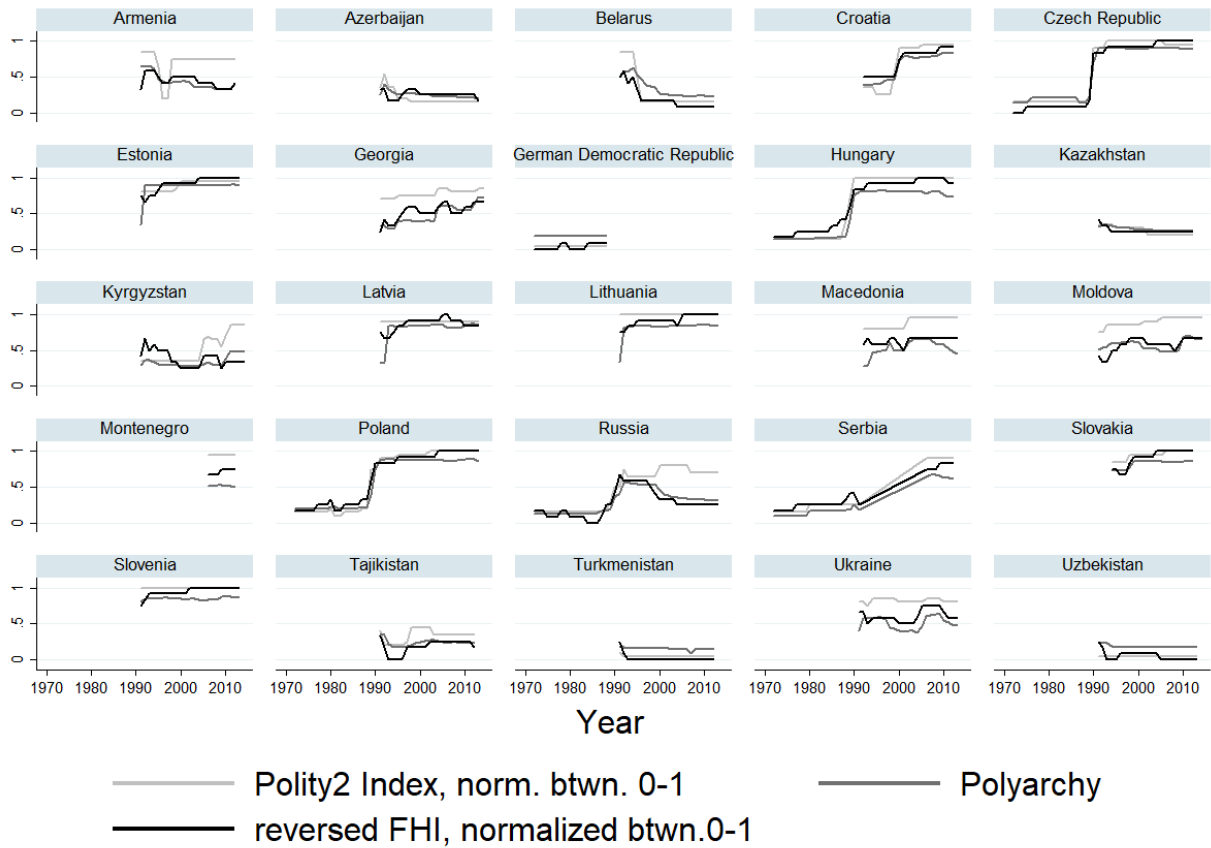 Armenia Azerbaijan Belarus Croatia Czech Republic
1
.5
0
Estonia Georgia German Democratic Republic Hungary Kazakhstan
1
.5
0
Kyrgyzstan Latvia Lithuania Macedonia Moldova
1
.5
0
Montenegro Poland Russia Serbia Slovakia
1
.5
0
Slovenia Tajikistan Turkmenistan Ukraine Uzbekistan
1
.5
0
1970 1980 1990 2000 2010 1970 1980 1990 2000 2010 1970 1980 1990 2000 2010 1970 1980 1990 2000 2010 1970 1980 1990 2000 2010
Year
Polity2 Index, norm. btwn. 0-1 Polyarchy
reversed FHI, normalized btwn.0-1